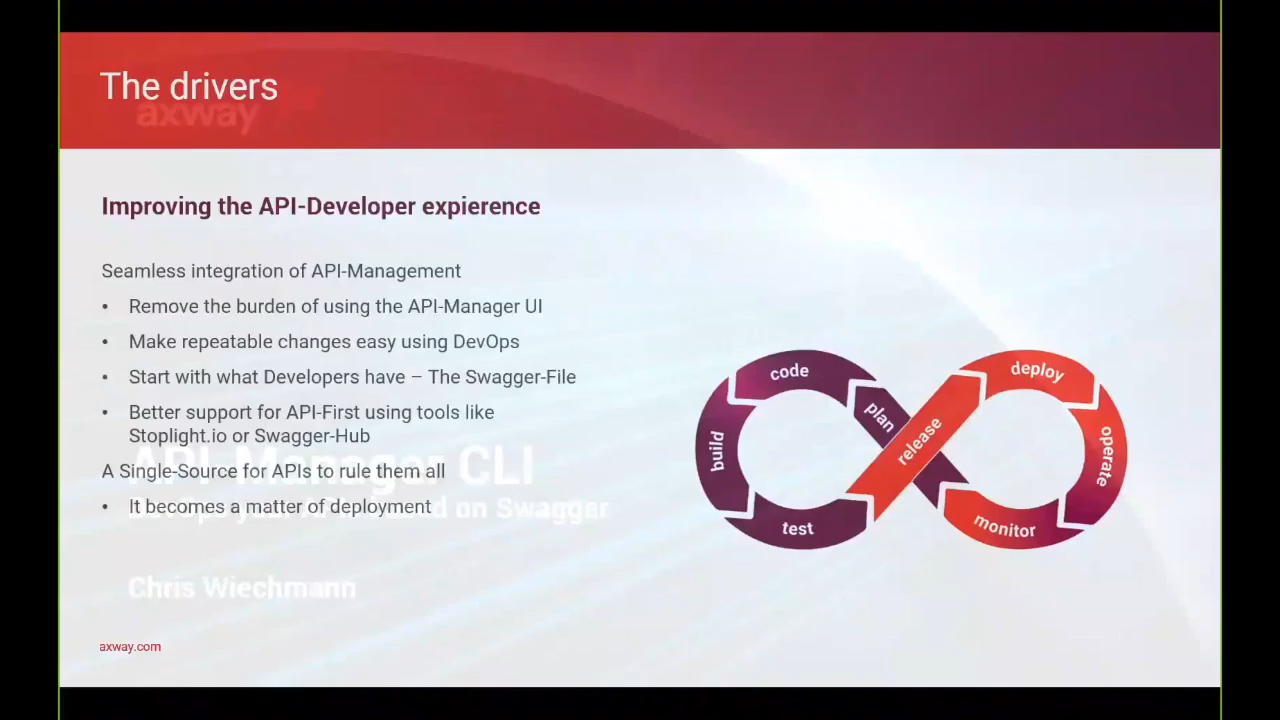 The drivers
axway
Improving the API-Developer expierence
Seamless integration of API-Management
• Remove the burden of using the API-Manager UI
• Make repeatable changes easy using DevOps
• Start with what Developers have – The Swagger-File
• Better support for API-First using tools like
Stoplight.io or Swagger-Hub
API Manager CLI
A Single-Source for APIs to rule them all
• It becomes a matter of deployment
on Swagger
Chris Wiechmann
axway.com
code
plan
build
test
release
deploy
operate
monitor